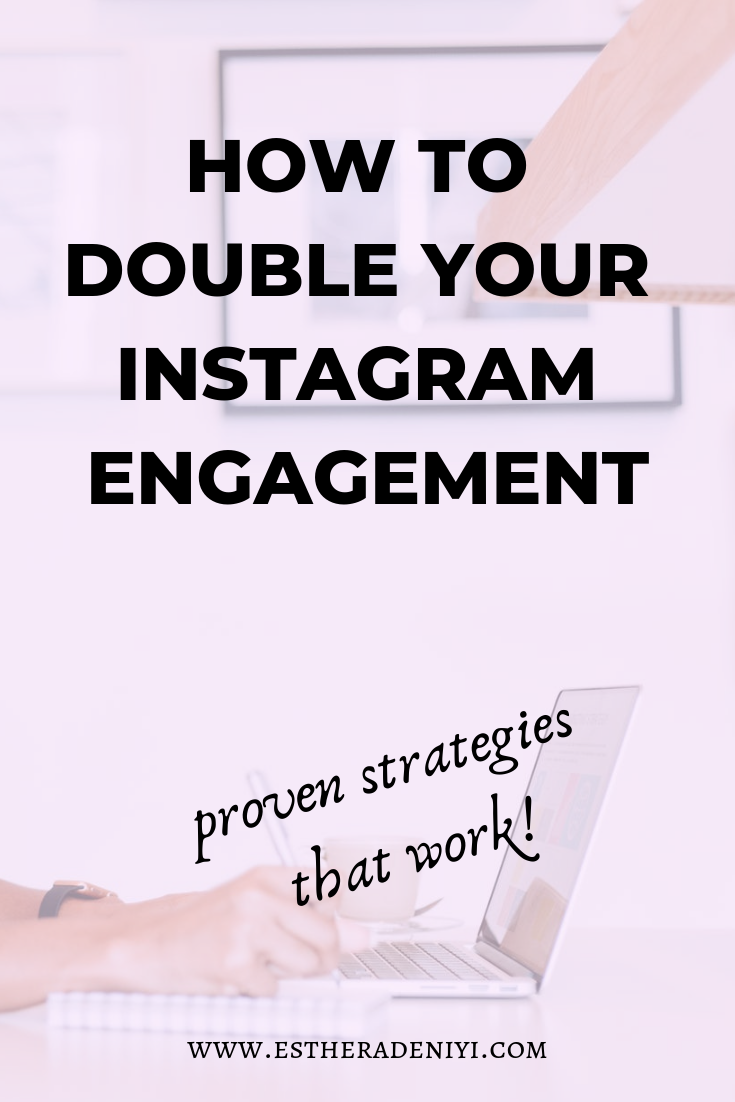 HOW TO
DOUBLE YOUR
INSTAGRAM
ENGAGEMENT
proven strategies
that work!
WWW.ESTHERADENIYI.COM